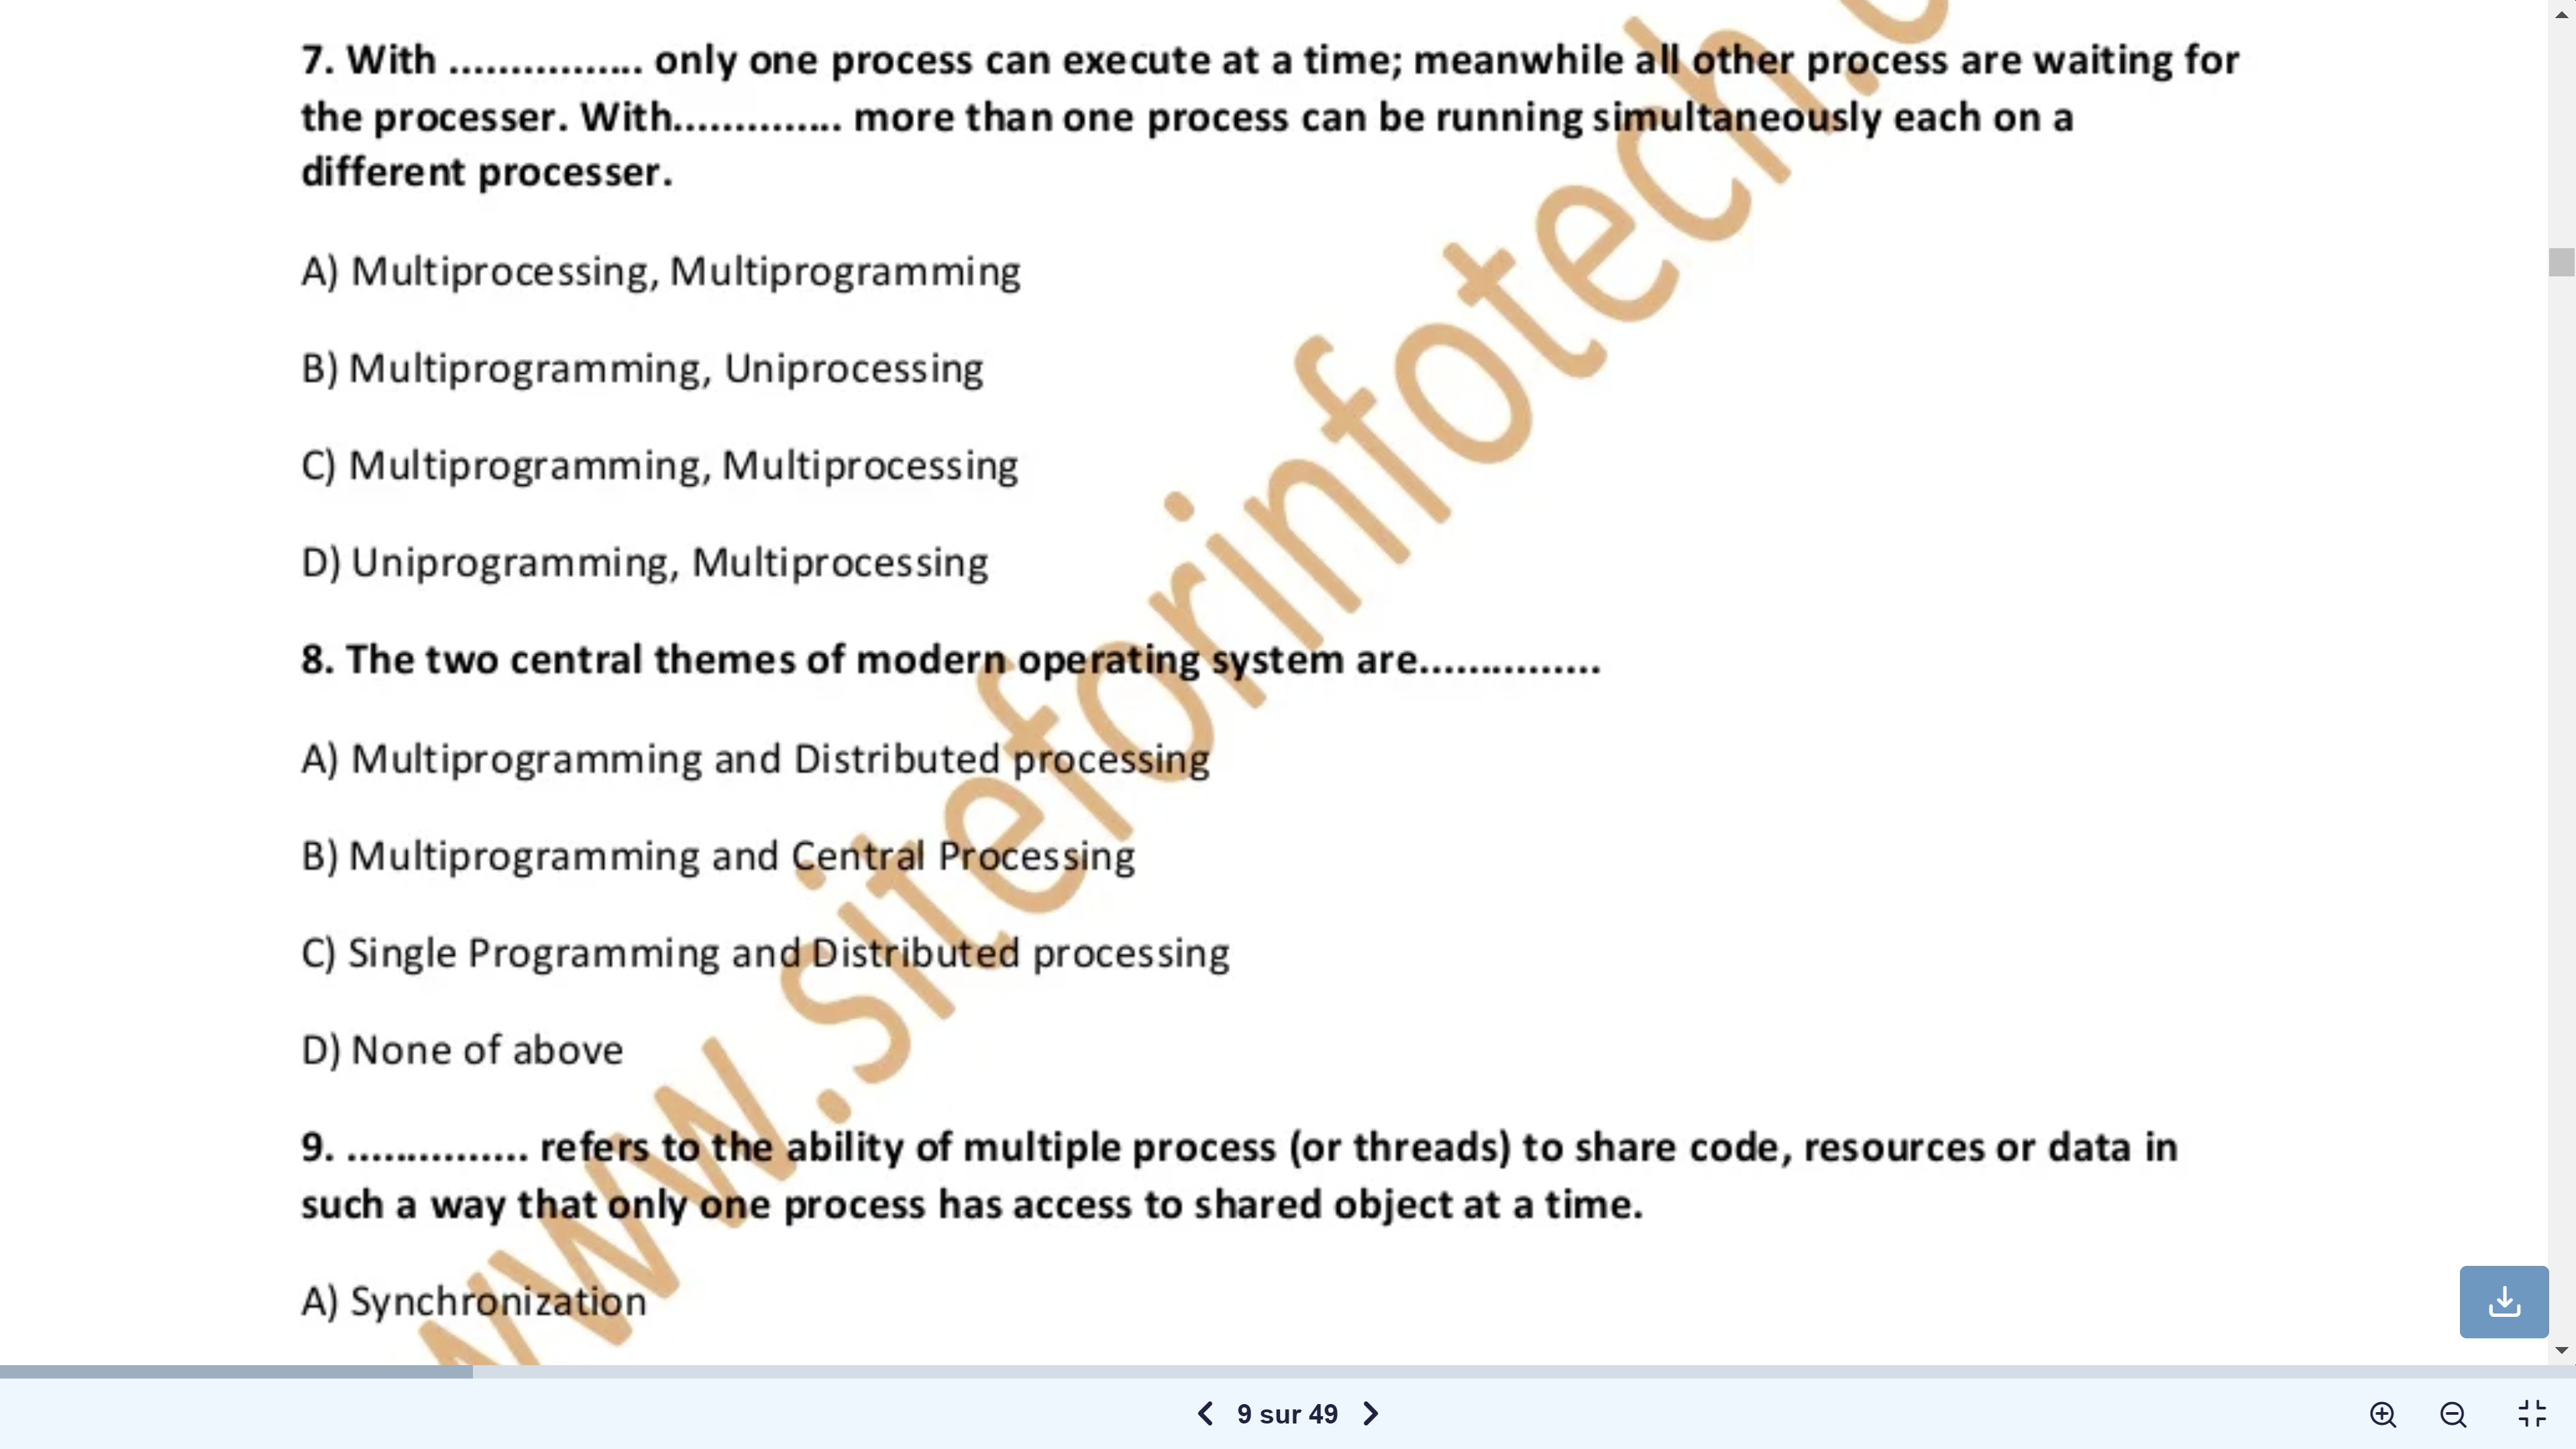 7. With ................ only one process can execute at a time; meanwhile all other process are waiting for
the processer. With.............. more than one process can be running simultaneously each on a
different processer.
A) Multiprocessing, Multiprogramming
B) Multiprogramming, Uniprocessing
C) Multiprogramming, Multiprocessing
D) Uniprogramming, Multiprocessing
8. The two central themes of modern operating system are...............
A) Multiprogramming and Distributed processing
B) Multiprogramming and Central Processing
C) Single Programming and Distributed processing
D) None of above
9. ............... refers to the ability of multiple process (or threads) to share code, resources or data in
such a way that only one process has access to shared object at a time.
A) Synchronization
www.siteforinfotech.c
9 sur 49